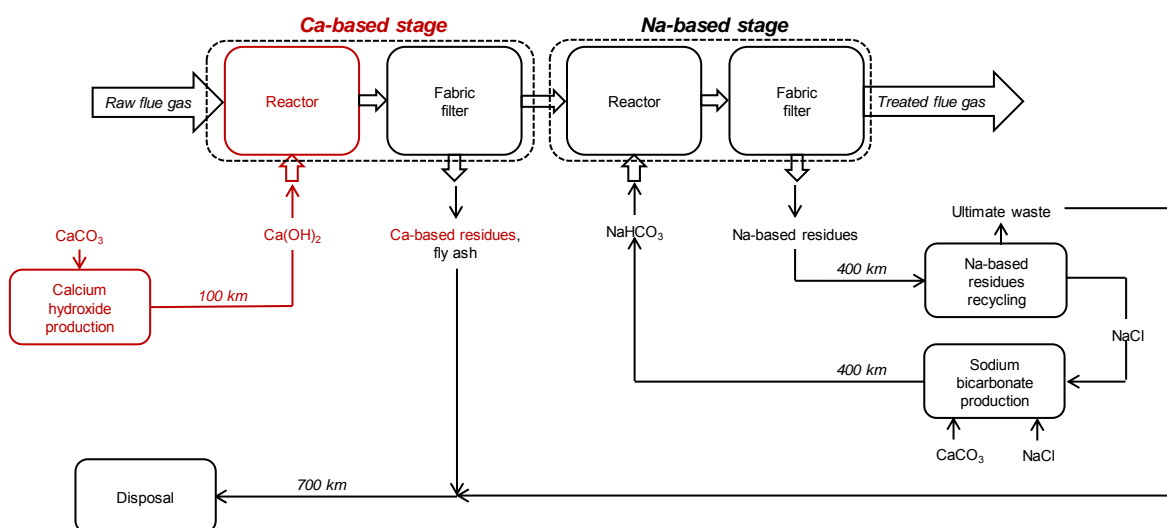 Ca-based stage
Na-based stage
Raw flue gas
Reactor
Fabric
filter
Reactor
Fabric
filter
Treated flue gas
CaCO3
Ca(OH)2
Ca-based residues,
fly ash
NaHCO3
Na-based residues
Ultimate waste
Calcium
hydroxide
production
100 km
400 km
Na-based
residues
recycling
NaCl
400 km
Sodium
bicarbonate
production
CaCO3
NaCl
Disposal
700 km